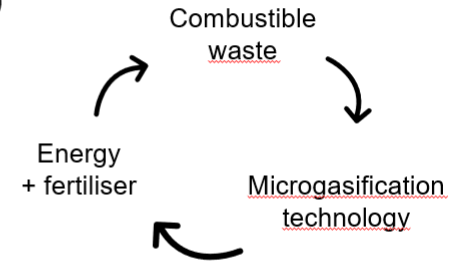 Combustible
waste
Microgasification
technology
Energy
+ fertiliser